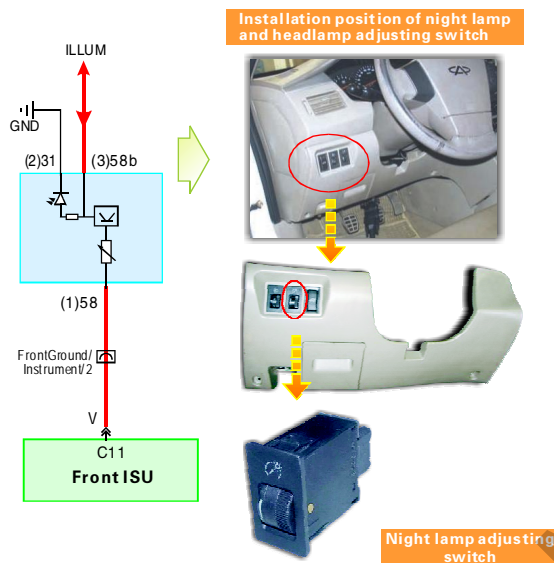 Installation position of night lamp
and headlamp adjusting switch
ILLUM
GND
(2)31
(3)58b
(1)58
FrontGround/
Instrument/2
V
C11
Front ISU
Night lamp adjusting
switch